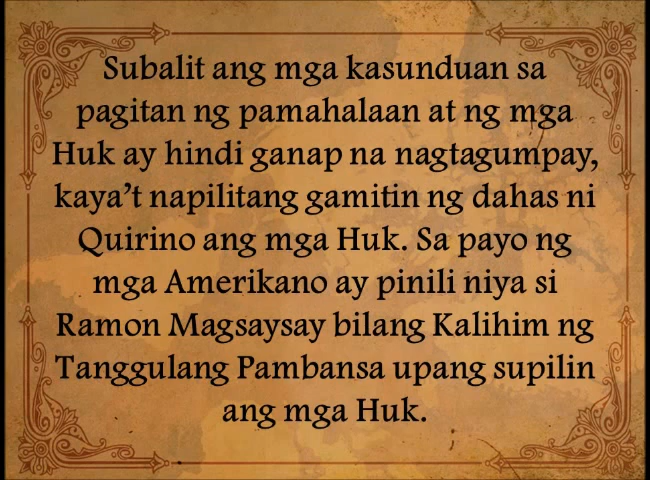 Subalit ang mga kasunduan sa
pagitan ng pamahalaan at ng mga
Huk ay hindi ganap na nagtagumpay,
kaya't napilitang gamitin ng dahas ni
Quirino ang mga Huk. Sa payo ng
mga Amerikano ay pinili niya si
Ramon Magsaysay bilang Kalihim ng
Tanggulang Pambansa upang supilin
ang mga Huk.